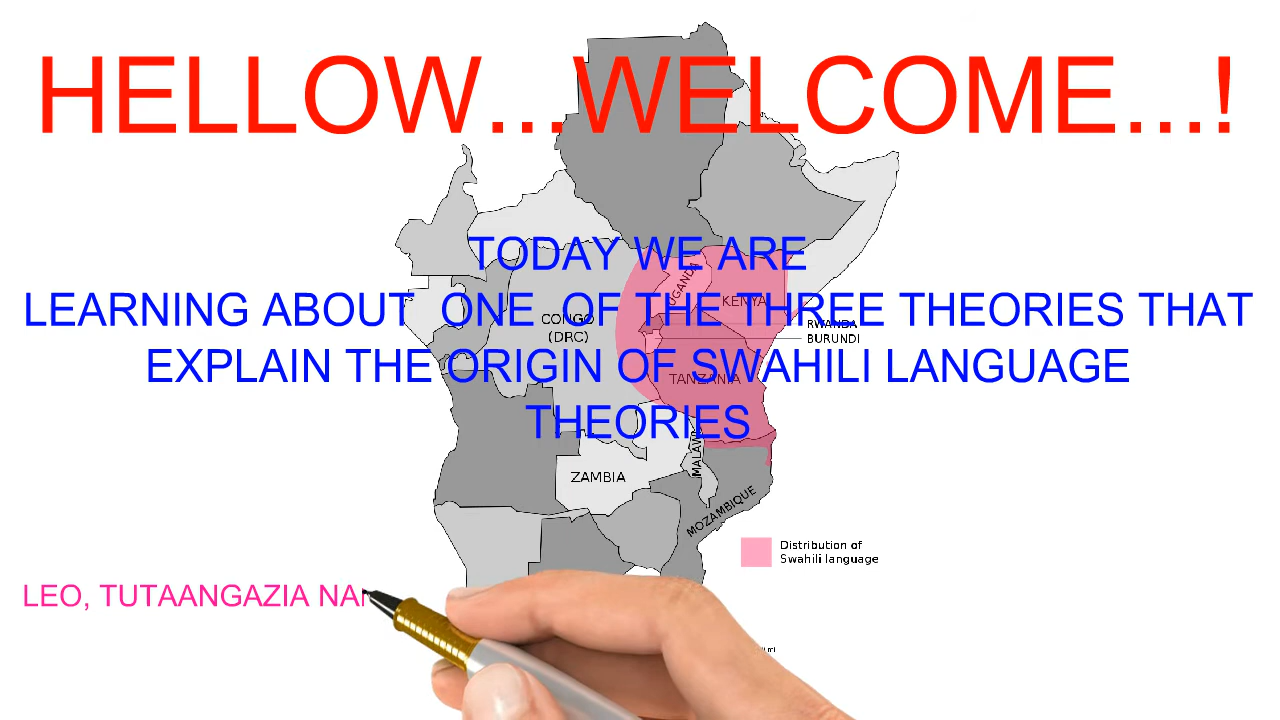 HELLOW...WELCOME...!
TODAY WE ARE
LEARNING ABOUT ONE OF THE THREE THEORIES THAT
EXPLAIN THE ORIGIN OF SWAHILI LANGUAGE
THEORIES
UGANDA
KENYA
CONGO
(DRC)
RWANDA
BURUNDI
TANZANIA
MALAWI
ZAMBIA
MOZAMBIQUE
Distribution of
Swahili language
LEO, TUTAANGAZIA